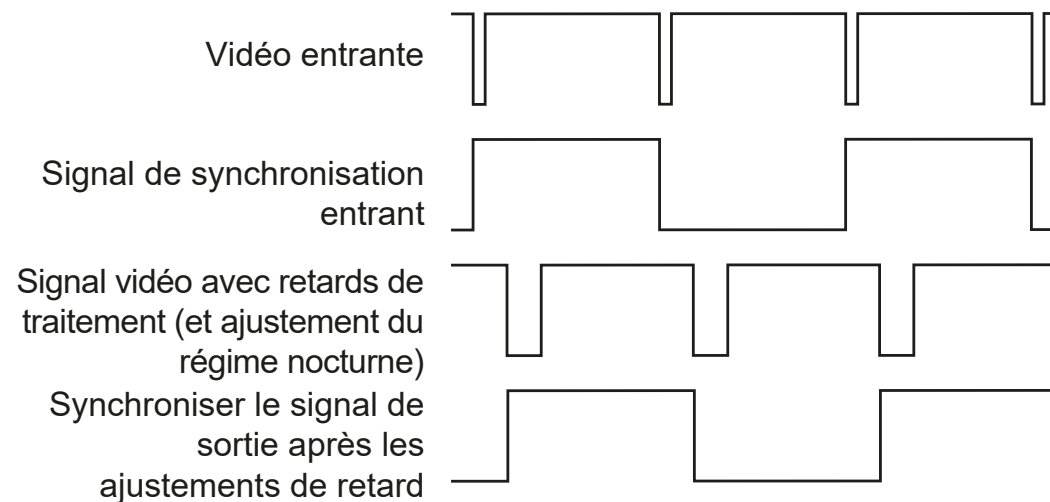 Vidéo entrante
Signal de synchronisation
entrant
Signal vidéo avec retards de
traitement (et ajustement du
régime nocturne)
Synchroniser le signal de
sortie après les
ajustements de retard